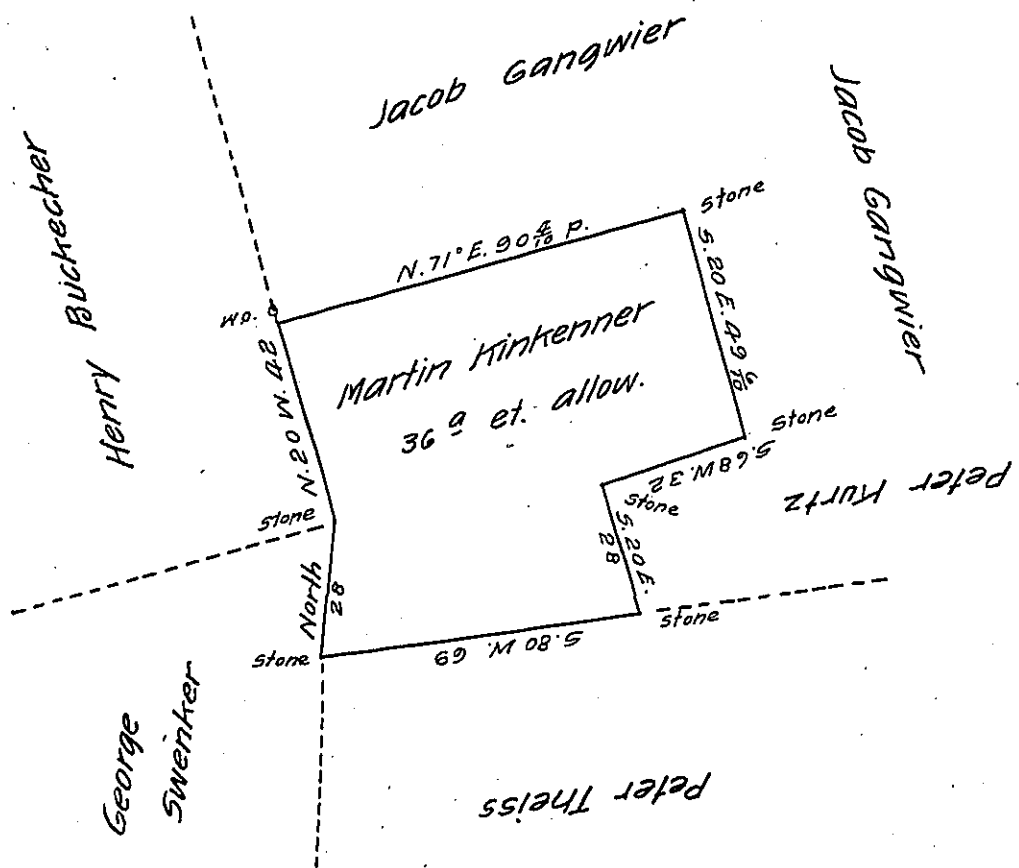 Jacob Gangwier
Jacob Gangwier
Henry Bückecher
N. 71° E. 90 4/10 P.
Stone
S. 20 E. 49 6/10
W.O.
N. 20 W. 42
Martin Kinkenner
36 a et. allow.
Stone
S. 68 W. 32
Stone
Peter Kurtz
S. 20 E.
28
Stone
North
28
Stone
S. 80 W. 69
Stone
George
Swenker
Peter Theiss